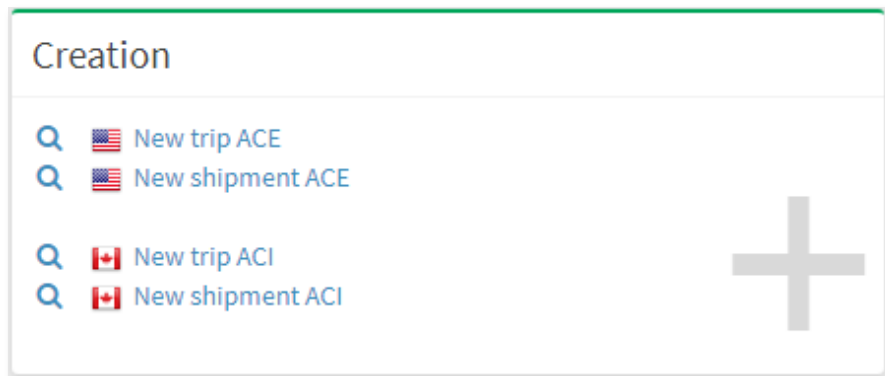 Creation
New trip ACE
New shipment ACE
New trip ACI
New shipment ACI